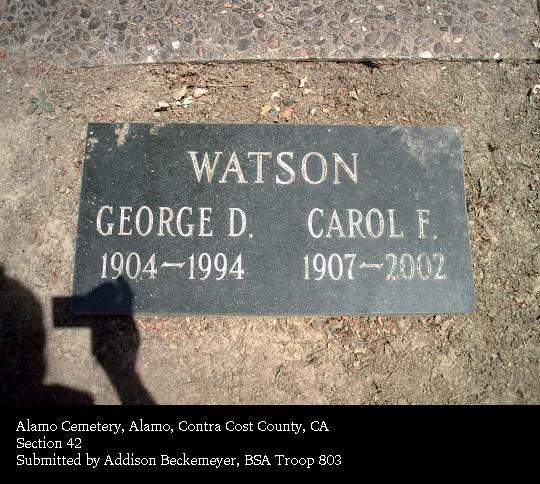 WATSON
GEORGE D. CAROL F.
1904–1994 1907–2002
Alamo Cemetery, Alamo, Contra Cost County, CA
Section 42
Submitted by Addison Beckemeyer, BSA Troop 803